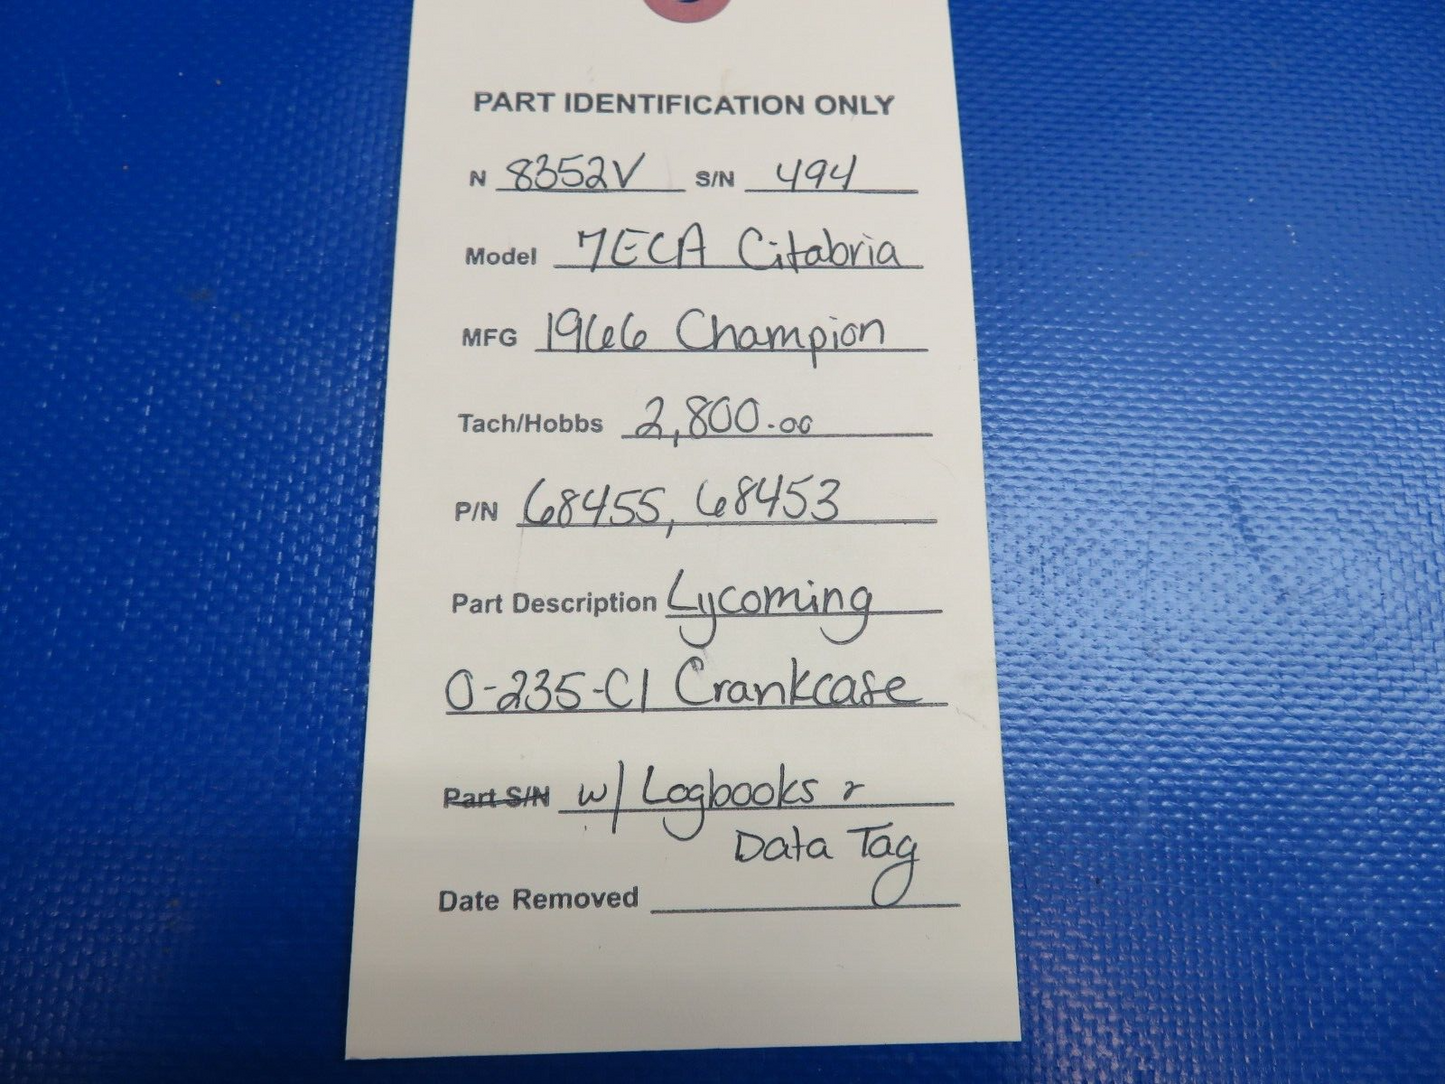 PART IDENTIFICATION ONLY
N 8352V S/N 494
Model 7ECA Citabria
MFG 1966 Champion
Tach/Hobbs 2,800.00
P/N 68455, 68453
Part Description Lycoming
O-235-C1 Crankcase
Part S/N w/ Logbooks &
Data Tag
Date Removed